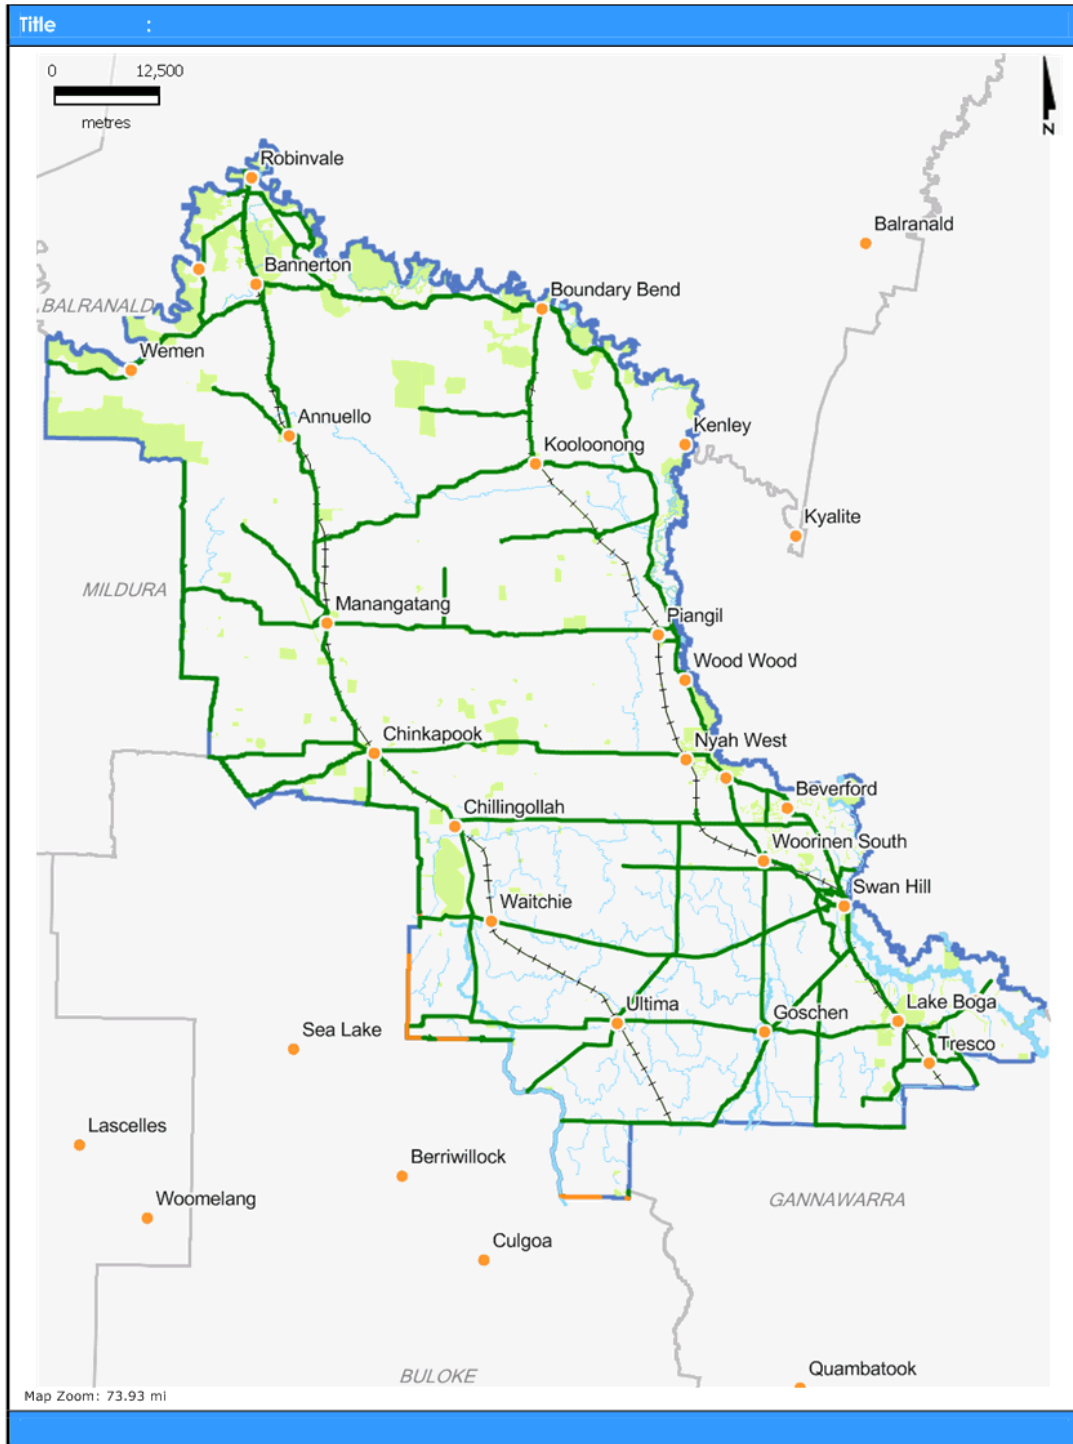 Title :
0 12,500
metres
N
Robinvale
Balranald
Bannerton
Boundary Bend
BALRANALD
Wemen
Annuello
Kenley
Kooloonong
Kyalite
MILDURA
Manangatang
Piangil
Wood Wood
Chinkapook
Nyah West
Beverford
Chillingollah
Woorinen South
Swan Hill
Waitchie
Ultima
Goschen
Lake Boga
Sea Lake
Tresco
Lascelles
Berriwillock
Woomelang
GANNAWARRA
Culgoa
Quambatook
BULOKE
Map Zoom: 73.93 mi